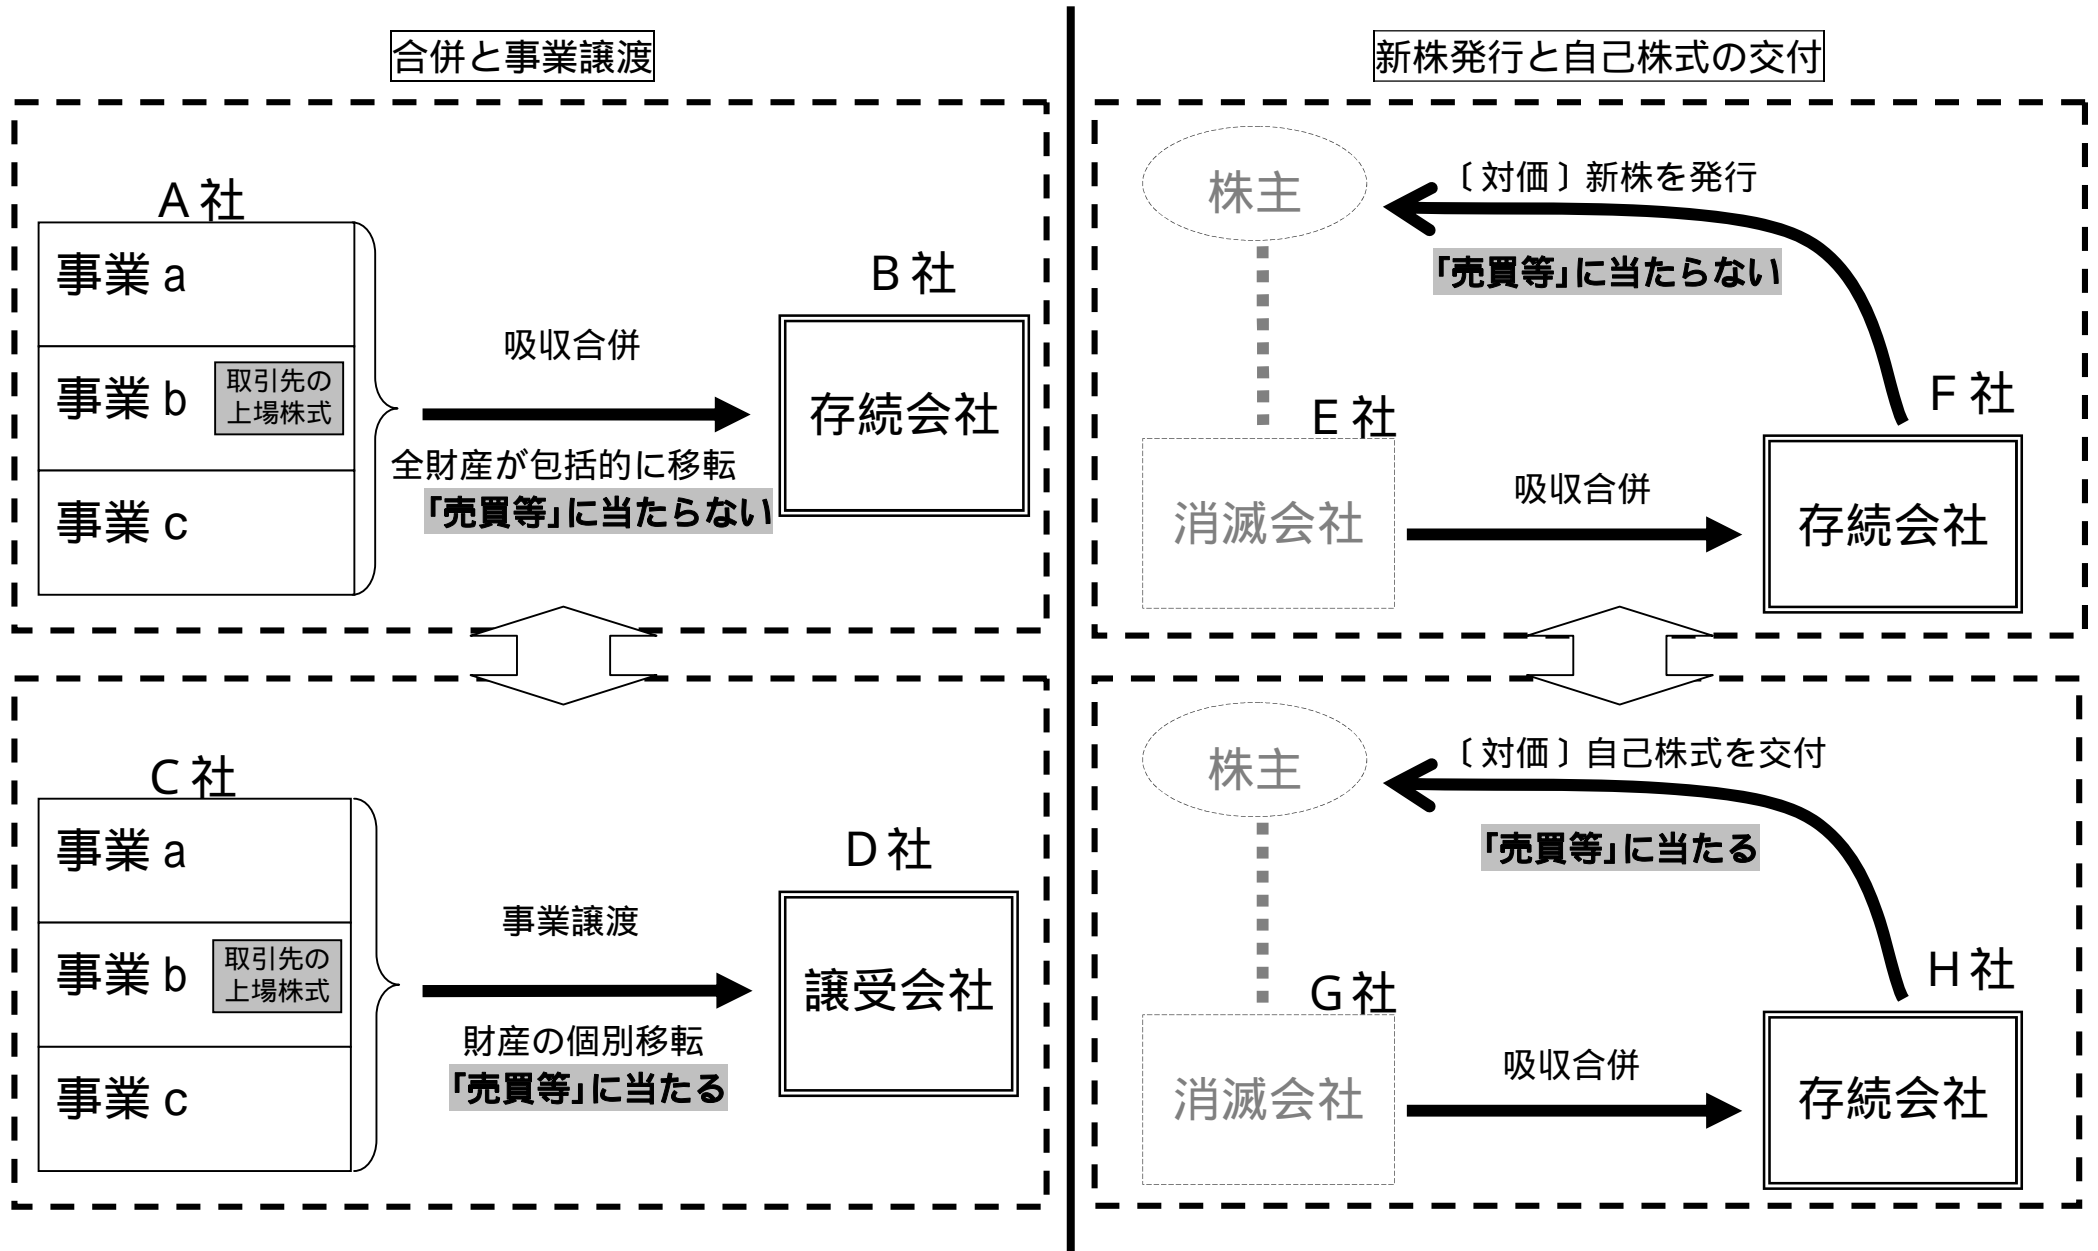 合併と事業譲渡
A社
事業a
事業b
取引先の
上場株式
事業c
吸収合併
全財産が包括的に移転
「売買等」に当たらない
B社
存続会社
C社
事業a
事業b
取引先の
上場株式
事業c
事業譲渡
財産の個別移転
「売買等」に当たる
D社
譲受会社
新株発行と自己株式の交付
株主
〔対価〕新株を発行
「売買等」に当たらない
E社
消滅会社
吸収合併
F社
存続会社
株主
〔対価〕自己株式を交付
「売買等」に当たる
G社
消滅会社
吸収合併
H社
存続会社